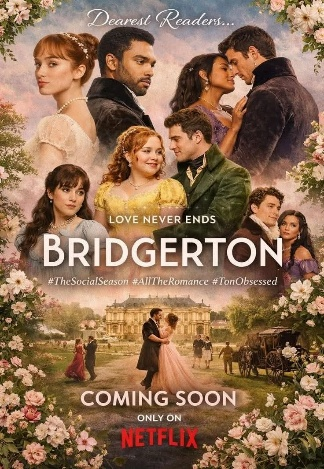 Dearest Readers...
LOVE NEVER ENDS
BRIDGERTON
#TheSocialSeason #AllTheRomance #TonObsessed
COMING SOON
ONLY ON
NETFLIX